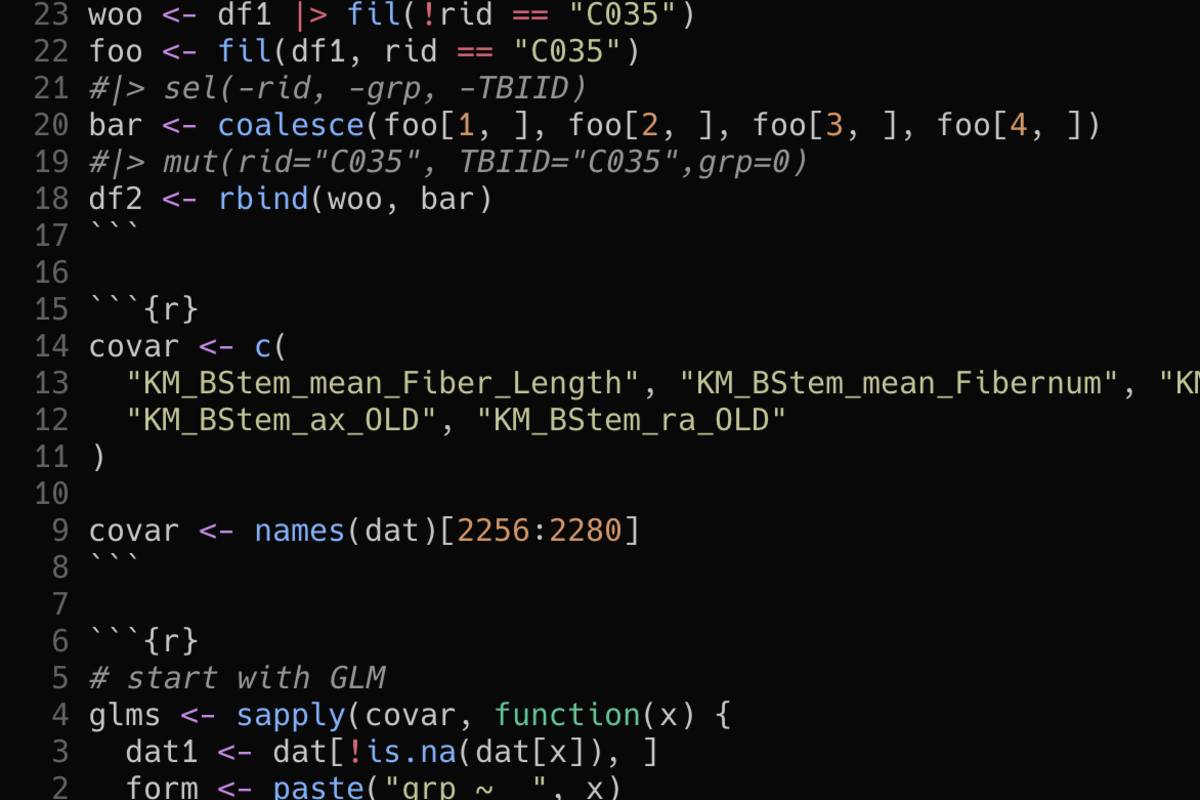 23 woo <- df1 |> fil(!rid == "C035")
22 foo <- fil(df1, rid == "C035")
21 #|> sel(-rid, -grp, -TBIID)
20 bar <- coalesce(foo[1, ], foo[2, ], foo[3, ], foo[4, ])
19 #|> mut(rid="C035", TBIID="C035",grp=0)
18 df2 <- rbind(woo, bar)
17 ```
16
15 ```{r}
14 covar <- c(
13   "KM_BStem_mean_Fiber_Length", "KM_BStem_mean_Fibernum", "KM
12   "KM_BStem_ax_OLD", "KM_BStem_ra_OLD"
11 )
10
9 covar <- names(dat)[2256:2280]
8 ```
7
6 ```{r}
5 # start with GLM
4 glms <- sapply(covar, function(x) {
3   dat1 <- dat[!is.na(dat[x]), ]
2   form <- paste("grp ~  ", x)